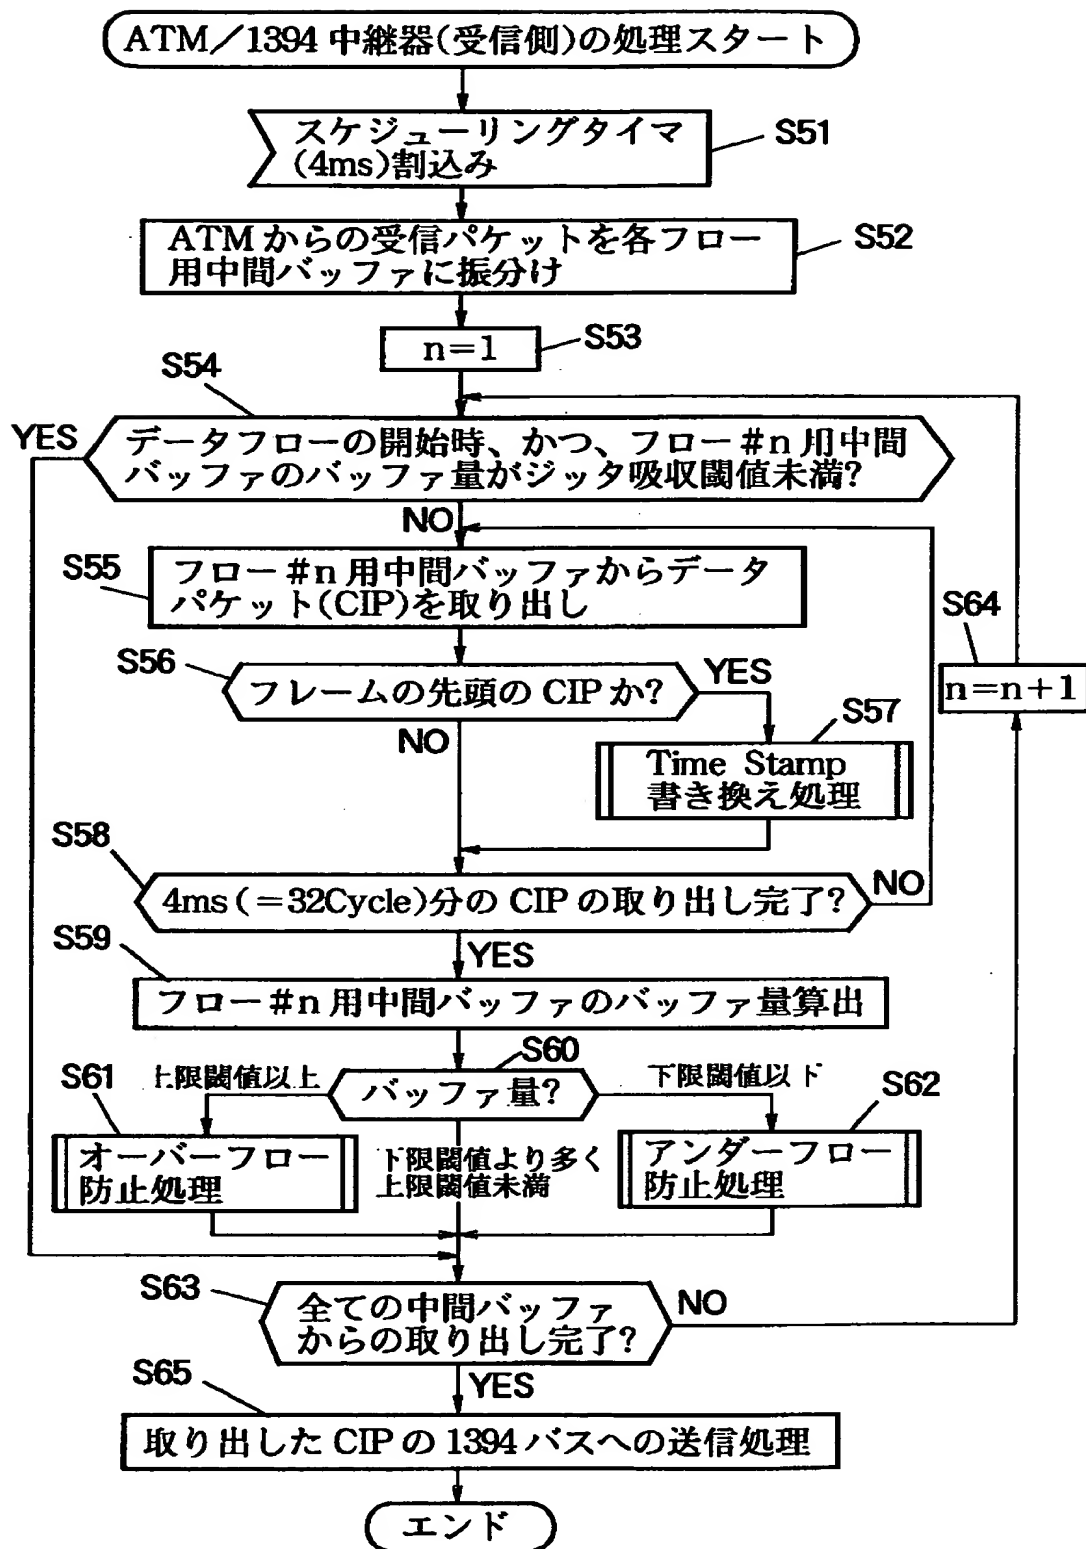 ATM／1394 中継器(受信側)の処理スタート
スケジューリングタイマ
(4ms)割込み
S51
ATM からの受信パケットを各フロー
用中間バッファに振分け
S52
n=1
S53
S54
YES
データフローの開始時、かつ、フロー#n 用中間
バッファのバッファ量がジッタ吸収閾値未満?
NO
S55
フロー#n 用中間バッファからデータ
パケット(CIP)を取り出し
S64
n=n+1
S56
フレームの先頭の CIP か?
YES
NO
S57
Time Stamp
書き換え処理
S58
4ms (=32Cycle)分の CIP の取り出し完了?
NO
S59
YES
フロー#n 用中間バッファのバッファ量算出
S60
S61
上限閾値以上
バッファ量?
下限閾値以下
S62
オーバーフロー
防止処理
下限閾値より多く
上限閾値未満
アンダーフロー
防止処理
S63
全ての中間バッファ
からの取り出し完了?
NO
S65
YES
取り出した CIP の 1394 バスへの送信処理
エンド